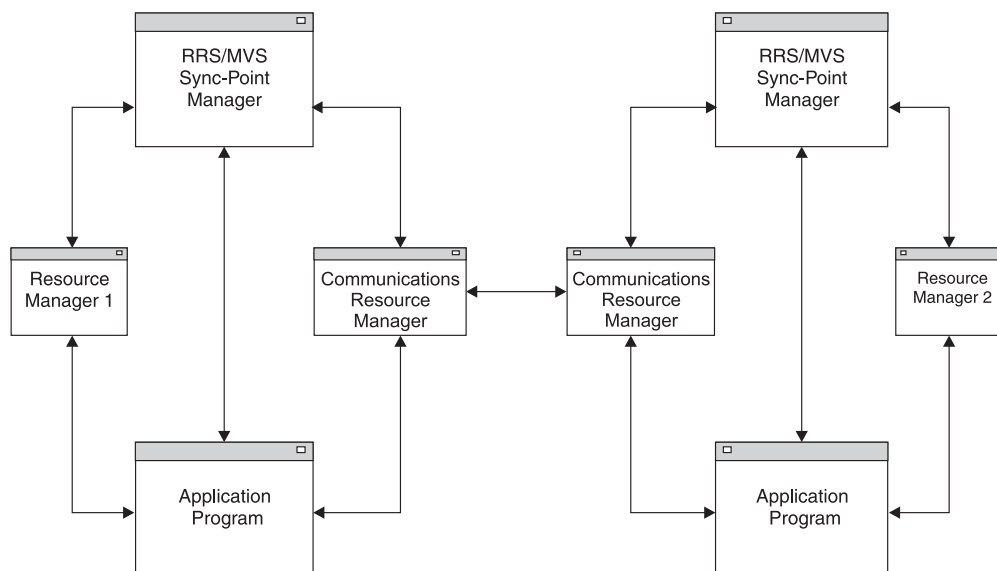 RRS/MVS
Sync-Point
Manager
RRS/MVS
Sync-Point
Manager
Resource
Manager 1
Communications
Resource
Manager
Communications
Resource
Manager
Resource
Manager 2
Application
Program
Application
Program